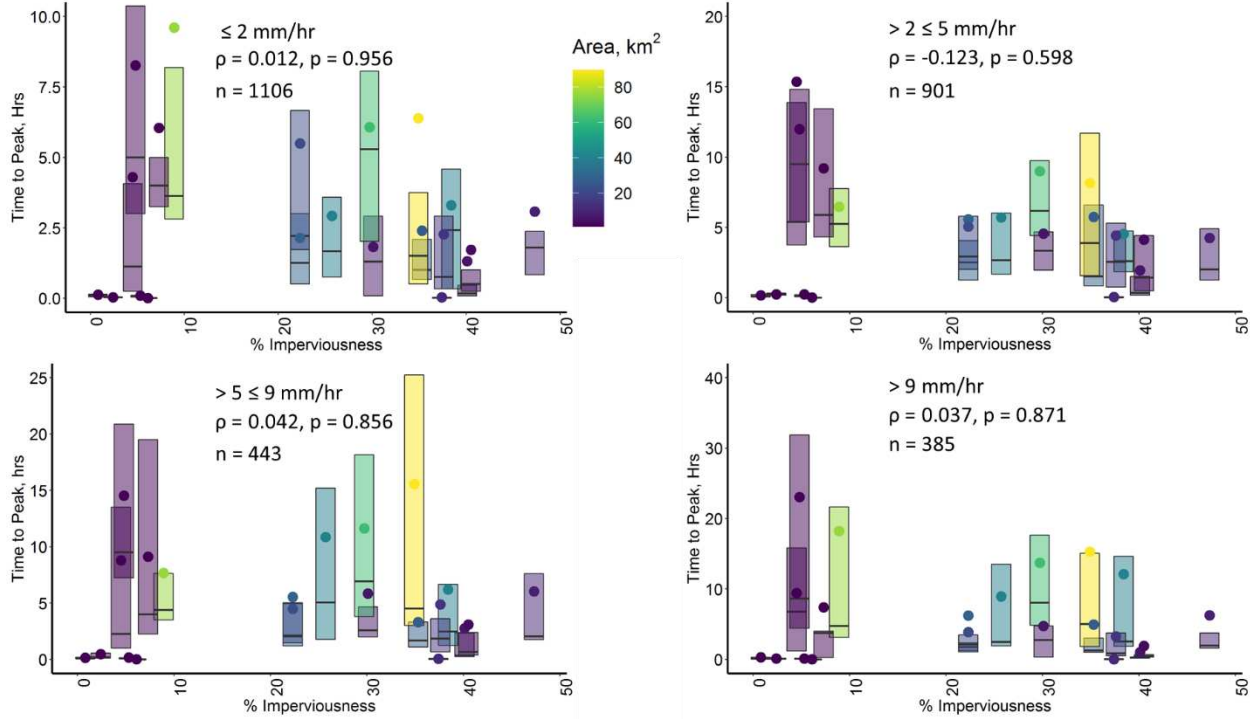 ≤ 2 mm/hr
ρ = 0.012, p = 0.956
n = 1106
Time to Peak, Hrs
10.0
7.5
5.0
2.5
0.0
0
10
20
30
40
50
% Imperviousness
Area, km²
80
60
40
20
> 2 ≤ 5 mm/hr
ρ = -0.123, p = 0.598
n = 901
Time to Peak, Hrs
20
15
10
5
0
0
10
20
30
40
50
% Imperviousness
> 5 ≤ 9 mm/hr
ρ = 0.042, p = 0.856
n = 443
Time to Peak, hrs
25
20
15
10
5
0
0
10
20
30
40
50
% Imperviousness
> 9 mm/hr
ρ = 0.037, p = 0.871
n = 385
Time to Peak, Hrs
40
30
20
10
0
0
10
20
30
40
50
% Imperviousness